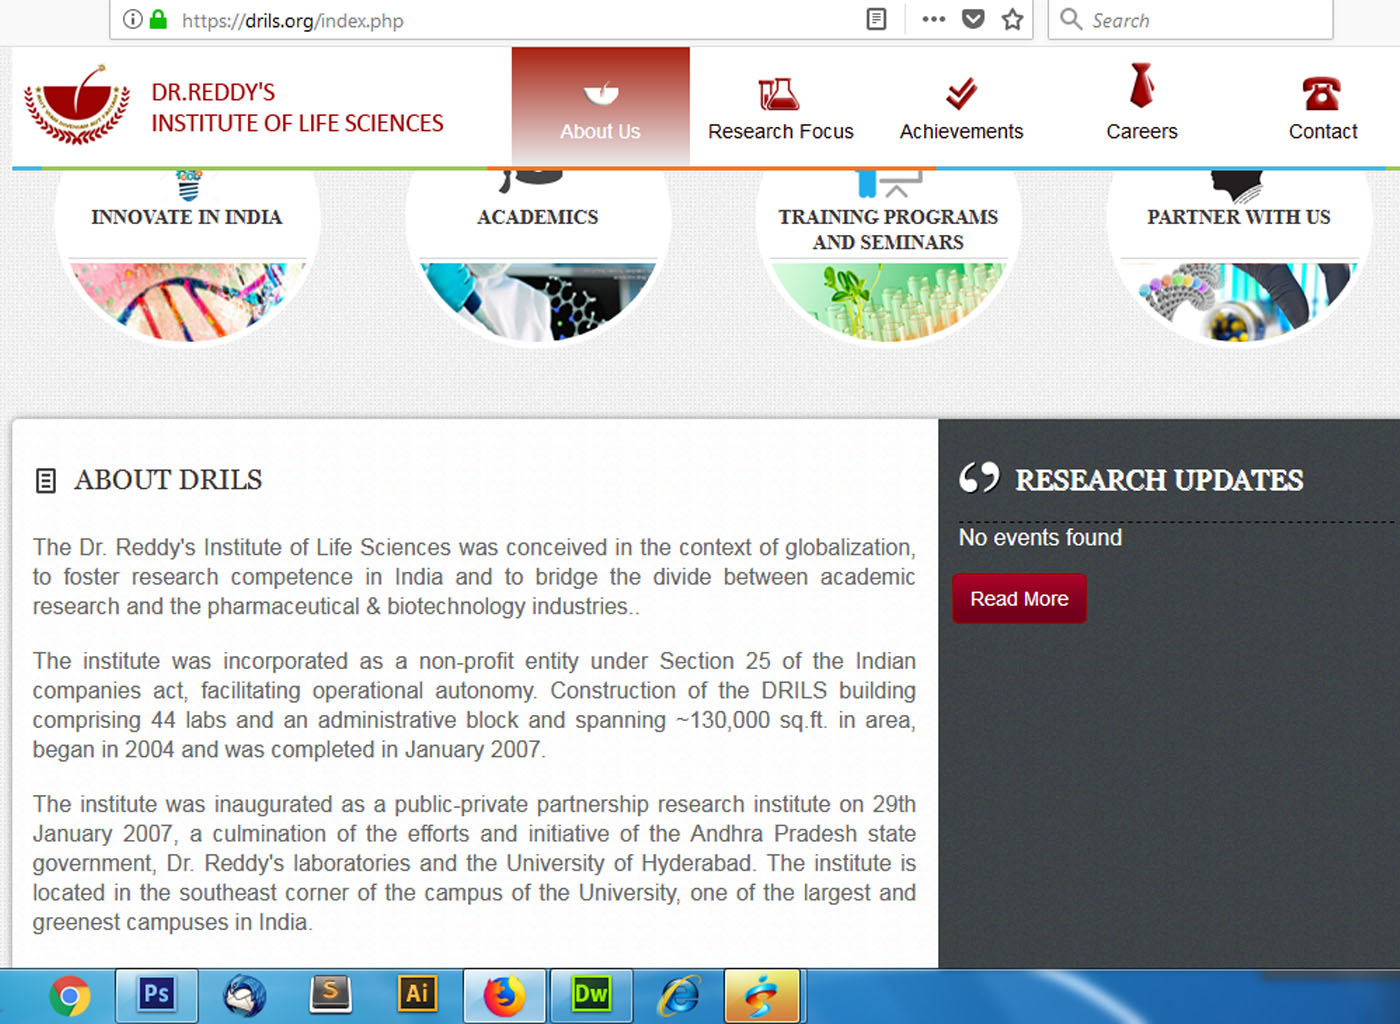 https://drils.org/index.php
Search
DR.REDDY'S
INSTITUTE OF LIFE SCIENCES
About Us
Research Focus
Achievements
Careers
Contact
INNOVATE IN INDIA
ACADEMICS
TRAINING PROGRAMS
AND SEMINARS
PARTNER WITH US
ABOUT DRILS
The Dr. Reddy's Institute of Life Sciences was conceived in the context of globalization,
to foster research competence in India and to bridge the divide between academic
research and the pharmaceutical & biotechnology industries..
The institute was incorporated as a non-profit entity under Section 25 of the Indian
companies act, facilitating operational autonomy. Construction of the DRILS building
comprising 44 labs and an administrative block and spanning ~130,000 sq.ft. in area,
began in 2004 and was completed in January 2007.
The institute was inaugurated as a public-private partnership research institute on 29th
January 2007, a culmination of the efforts and initiative of the Andhra Pradesh state
government, Dr. Reddy's laboratories and the University of Hyderabad. The institute is
located in the southeast corner of the campus of the University, one of the largest and
greenest campuses in India.
RESEARCH UPDATES
No events found
Read More
Ps
S
Ai
Dw